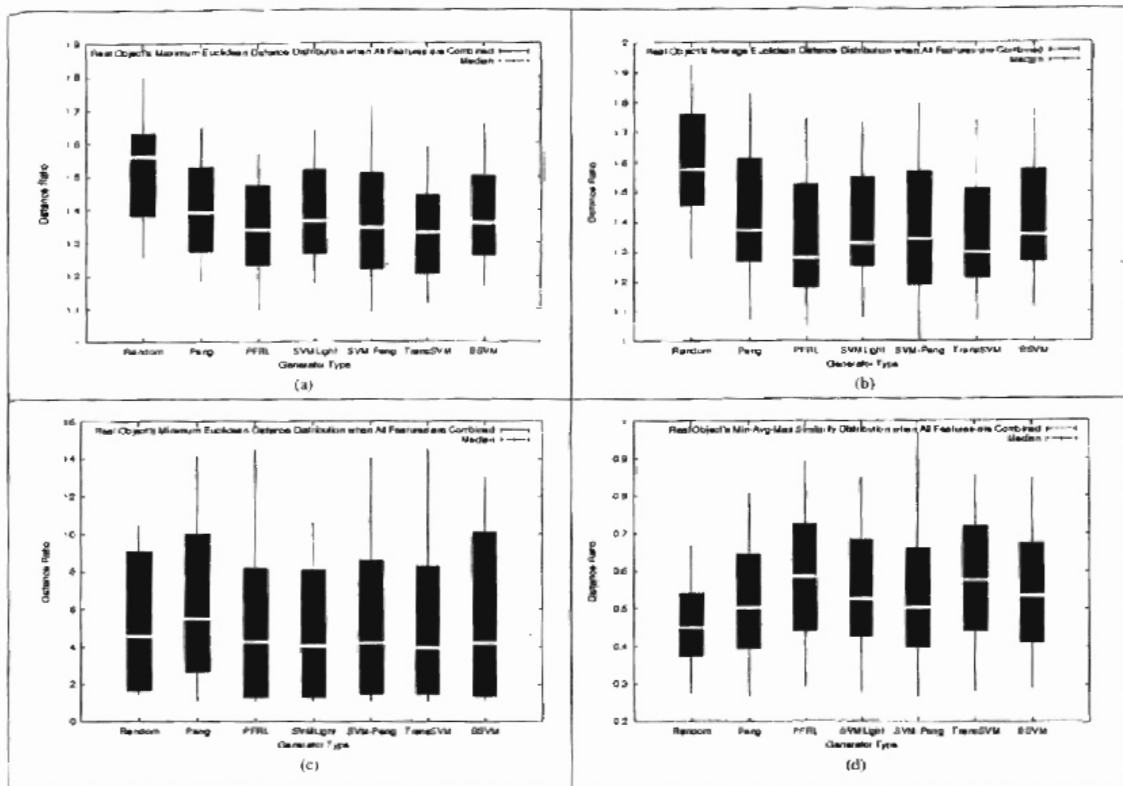 Real Object's Maximum Euclidean Distance Distribution when All Features are Combined
Median
1.9
1.8
1.7
1.6
1.5
1.4
1.3
1.2
1.1
1
Distance Ratio
Random Peng PFRL SVMLight SVM-Peng TransSVM BSVM
Generator Type
(a)
Real Object's Average Euclidean Distance Distribution when All Features are Combined
Median
2
1.9
1.8
1.7
1.6
1.5
1.4
1.3
1.2
1.1
1
Distance Ratio
Random Peng PFRL SVMLight SVM-Peng TransSVM BSVM
Generator Type
(b)
Real Object's Minimum Euclidean Distance Distribution when All Features are Combined
Median
16
14
12
10
8
6
4
2
0
Distance Ratio
Random Peng PFRL SVMLight SVM-Peng TransSVM BSVM
Generator Type
(c)
Real Object's Min-Avg-Max Similarity Distribution when All Features are Combined
Median
1
0.9
0.8
0.7
0.6
0.5
0.4
0.3
0.2
Distance Ratio
Random Peng PFRL SVMLight SVM-Peng TransSVM BSVM
Generator Type
(d)